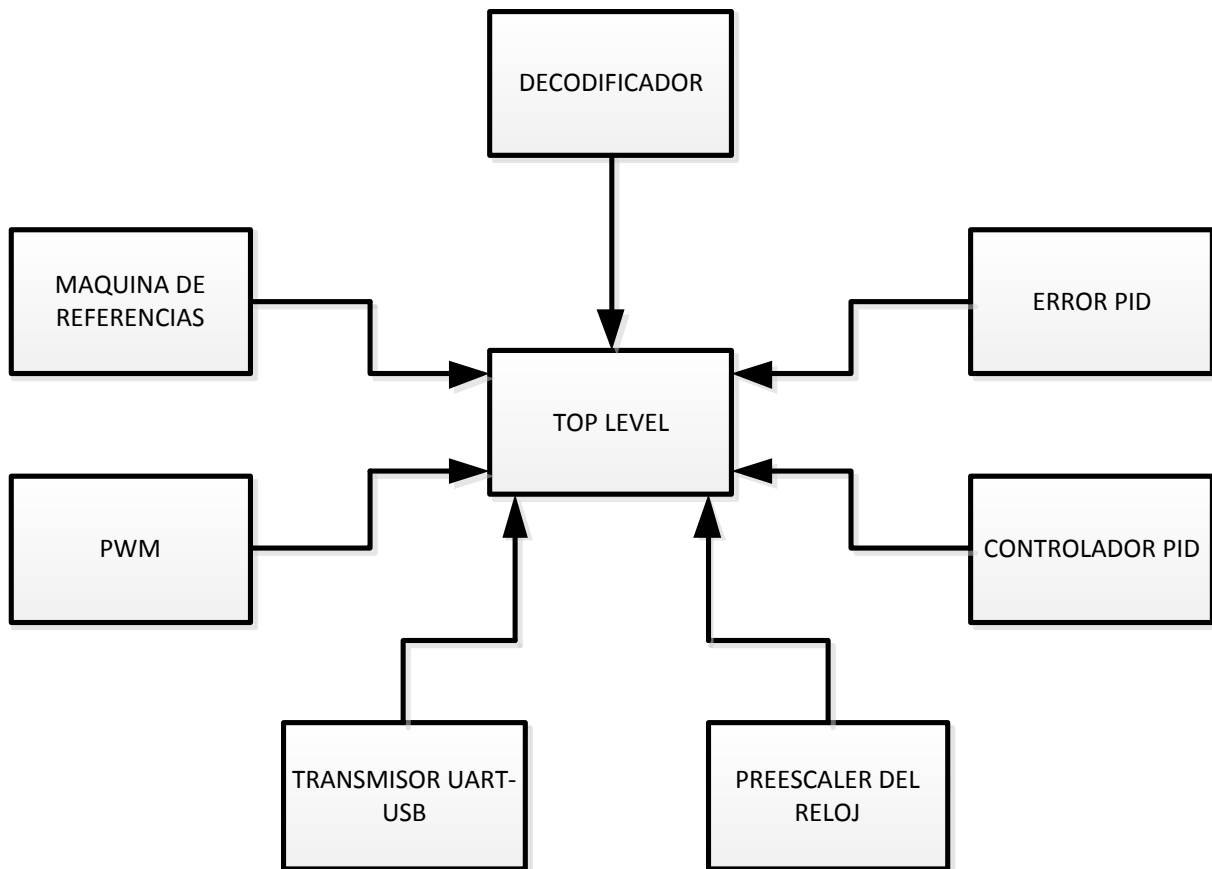 DECODIFICADOR
MAQUINA DE
REFERENCIAS
ERROR PID
TOP LEVEL
PWM
CONTROLADOR PID
TRANSMISOR UART-
USB
PREESCALER DEL
RELOJ